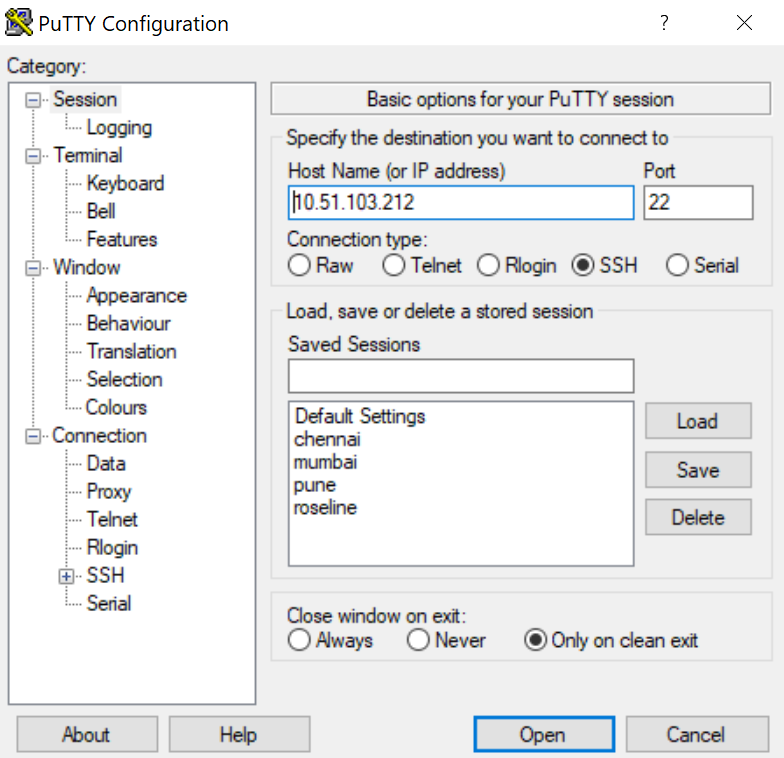 PuTTY Configuration ?
Category:
Session
Logging
Terminal
Keyboard
Bell
Features
Window
Appearance
Behaviour
Translation
Selection
Colours
Connection
Data
Proxy
Telnet
Rlogin
SSH
Serial
Basic options for your PuTTY session
Specify the destination you want to connect to
Host Name (or IP address) Port
10.51.103.212 22
Connection type:
Raw Telnet Rlogin SSH Serial
Load, save or delete a stored session
Saved Sessions
Default Settings
chennai
mumbai
pune
roseline
Load
Save
Delete
Close window on exit:
Always Never Only on clean exit
About Help Open Cancel